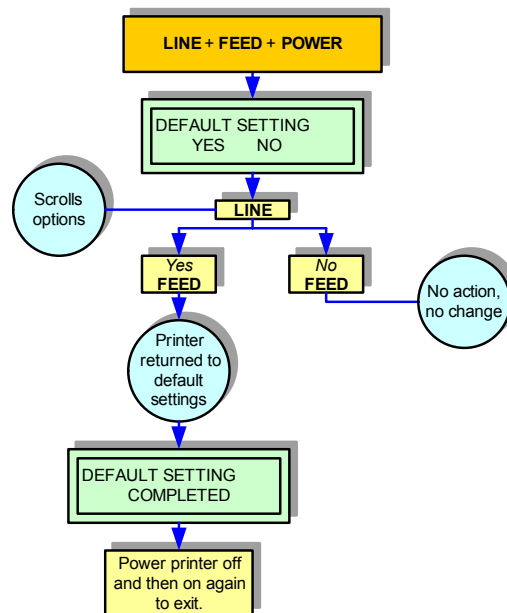 LINE + FEED + POWER
DEFAULT SETTING
YES NO
Scrolls
options
LINE
Yes
FEED
No
FEED
No action,
no change
Printer
returned to
default
settings
DEFAULT SETTING
COMPLETED
Power printer off
and then on again
to exit.